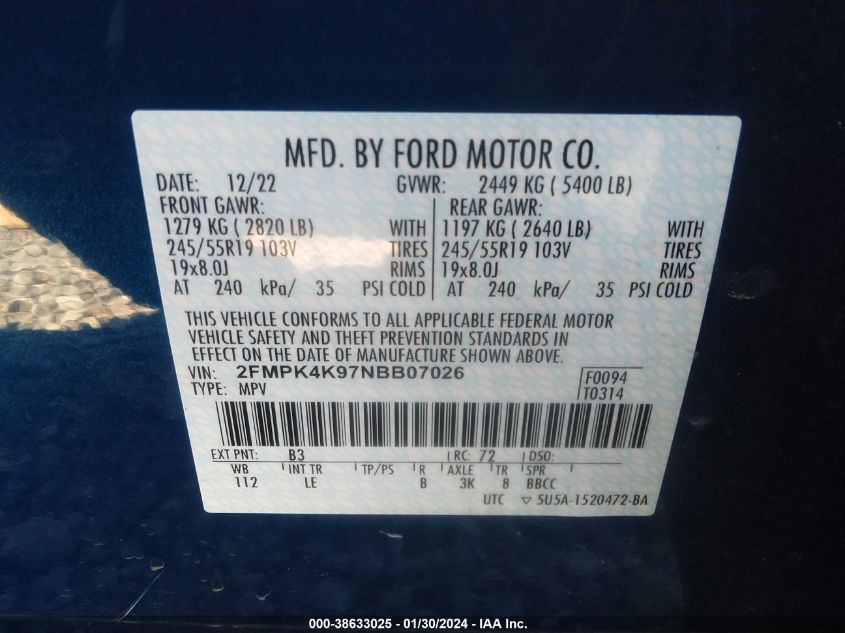 MFD. BY FORD MOTOR CO.
DATE: 12/22 GVWR: 2449 KG ( 5400 LB)
FRONT GAWR: REAR GAWR:
1279 KG ( 2820 LB) WITH 1197 KG ( 2640 LB) WITH
245/55R19 103V TIRES 245/55R19 103V TIRES
19x8.0J RIMS 19x8.0J RIMS
AT 240 kPa/ 35 PSI COLD AT 240 kPa/ 35 PSI COLD
THIS VEHICLE CONFORMS TO ALL APPLICABLE FEDERAL MOTOR
VEHICLE SAFETY AND THEFT PREVENTION STANDARDS IN
EFFECT ON THE DATE OF MANUFACTURE SHOWN ABOVE.
VIN: 2FMPK4K97NBB07026 F0094
TYPE: MPV T0314
EXT PNT: B3 RC: 72 DSO:
WB INT TR TP/PS R AXLE TR SPR
112 LE B 3K 8 BBCC
UTC ▽ 5U5A-1520472-BA
000-38633025 - 01/30/2024 - IAA Inc.